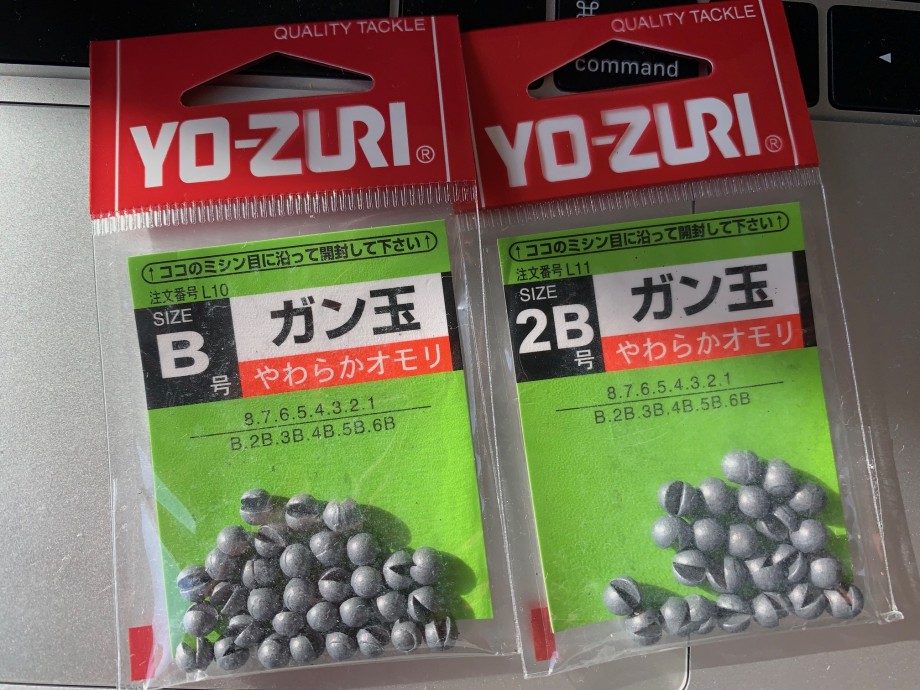 QUALITY TACKLE
YO-ZURI®
↑ココのミシン目に沿って開封して下さい↑
注文番号 L10
SIZE
B号
ガン玉
やわらかオモリ
8.7.6.5.4.3.2.1
B.2B.3B.4B.5B.6B
QUALITY TACKLE
YO-ZURI®
↑ココのミシン目に沿って開封して下さい↑
注文番号 L11
SIZE
2B号
ガン玉
やわらかオモリ
8.7.6.5.4.3.2.1
B.2B.3B.4B.5B.6B
⌘
command
◀